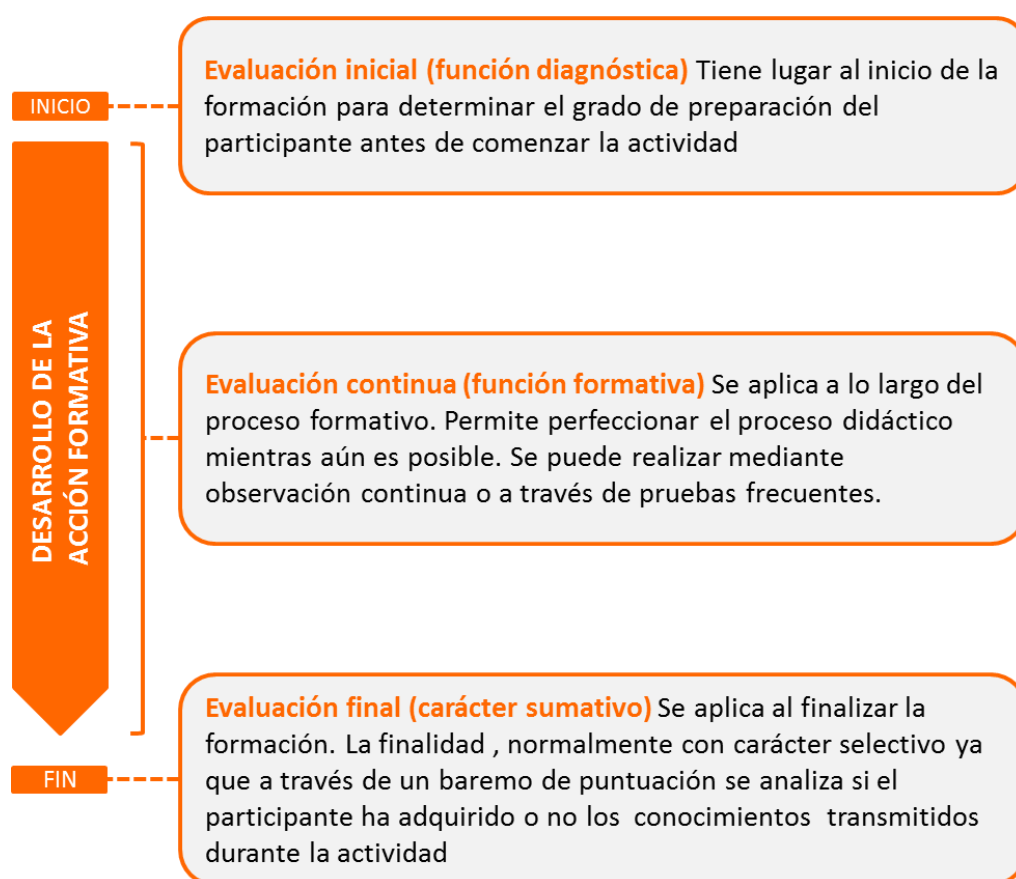 INICIO
Evaluación inicial (función diagnóstica) Tiene lugar al inicio de la
formación para determinar el grado de preparación del
participante antes de comenzar la actividad
DESARROLLO DE LA
ACCIÓN FORMATIVA
Evaluación continua (función formativa) Se aplica a lo largo del
proceso formativo. Permite perfeccionar el proceso didáctico
mientras aún es posible. Se puede realizar mediante
observación continua o a través de pruebas frecuentes.
FIN
Evaluación final (carácter sumativo) Se aplica al finalizar la
formación. La finalidad , normalmente con carácter selectivo ya
que a través de un baremo de puntuación se analiza si el
participante ha adquirido o no los conocimientos transmitidos
durante la actividad